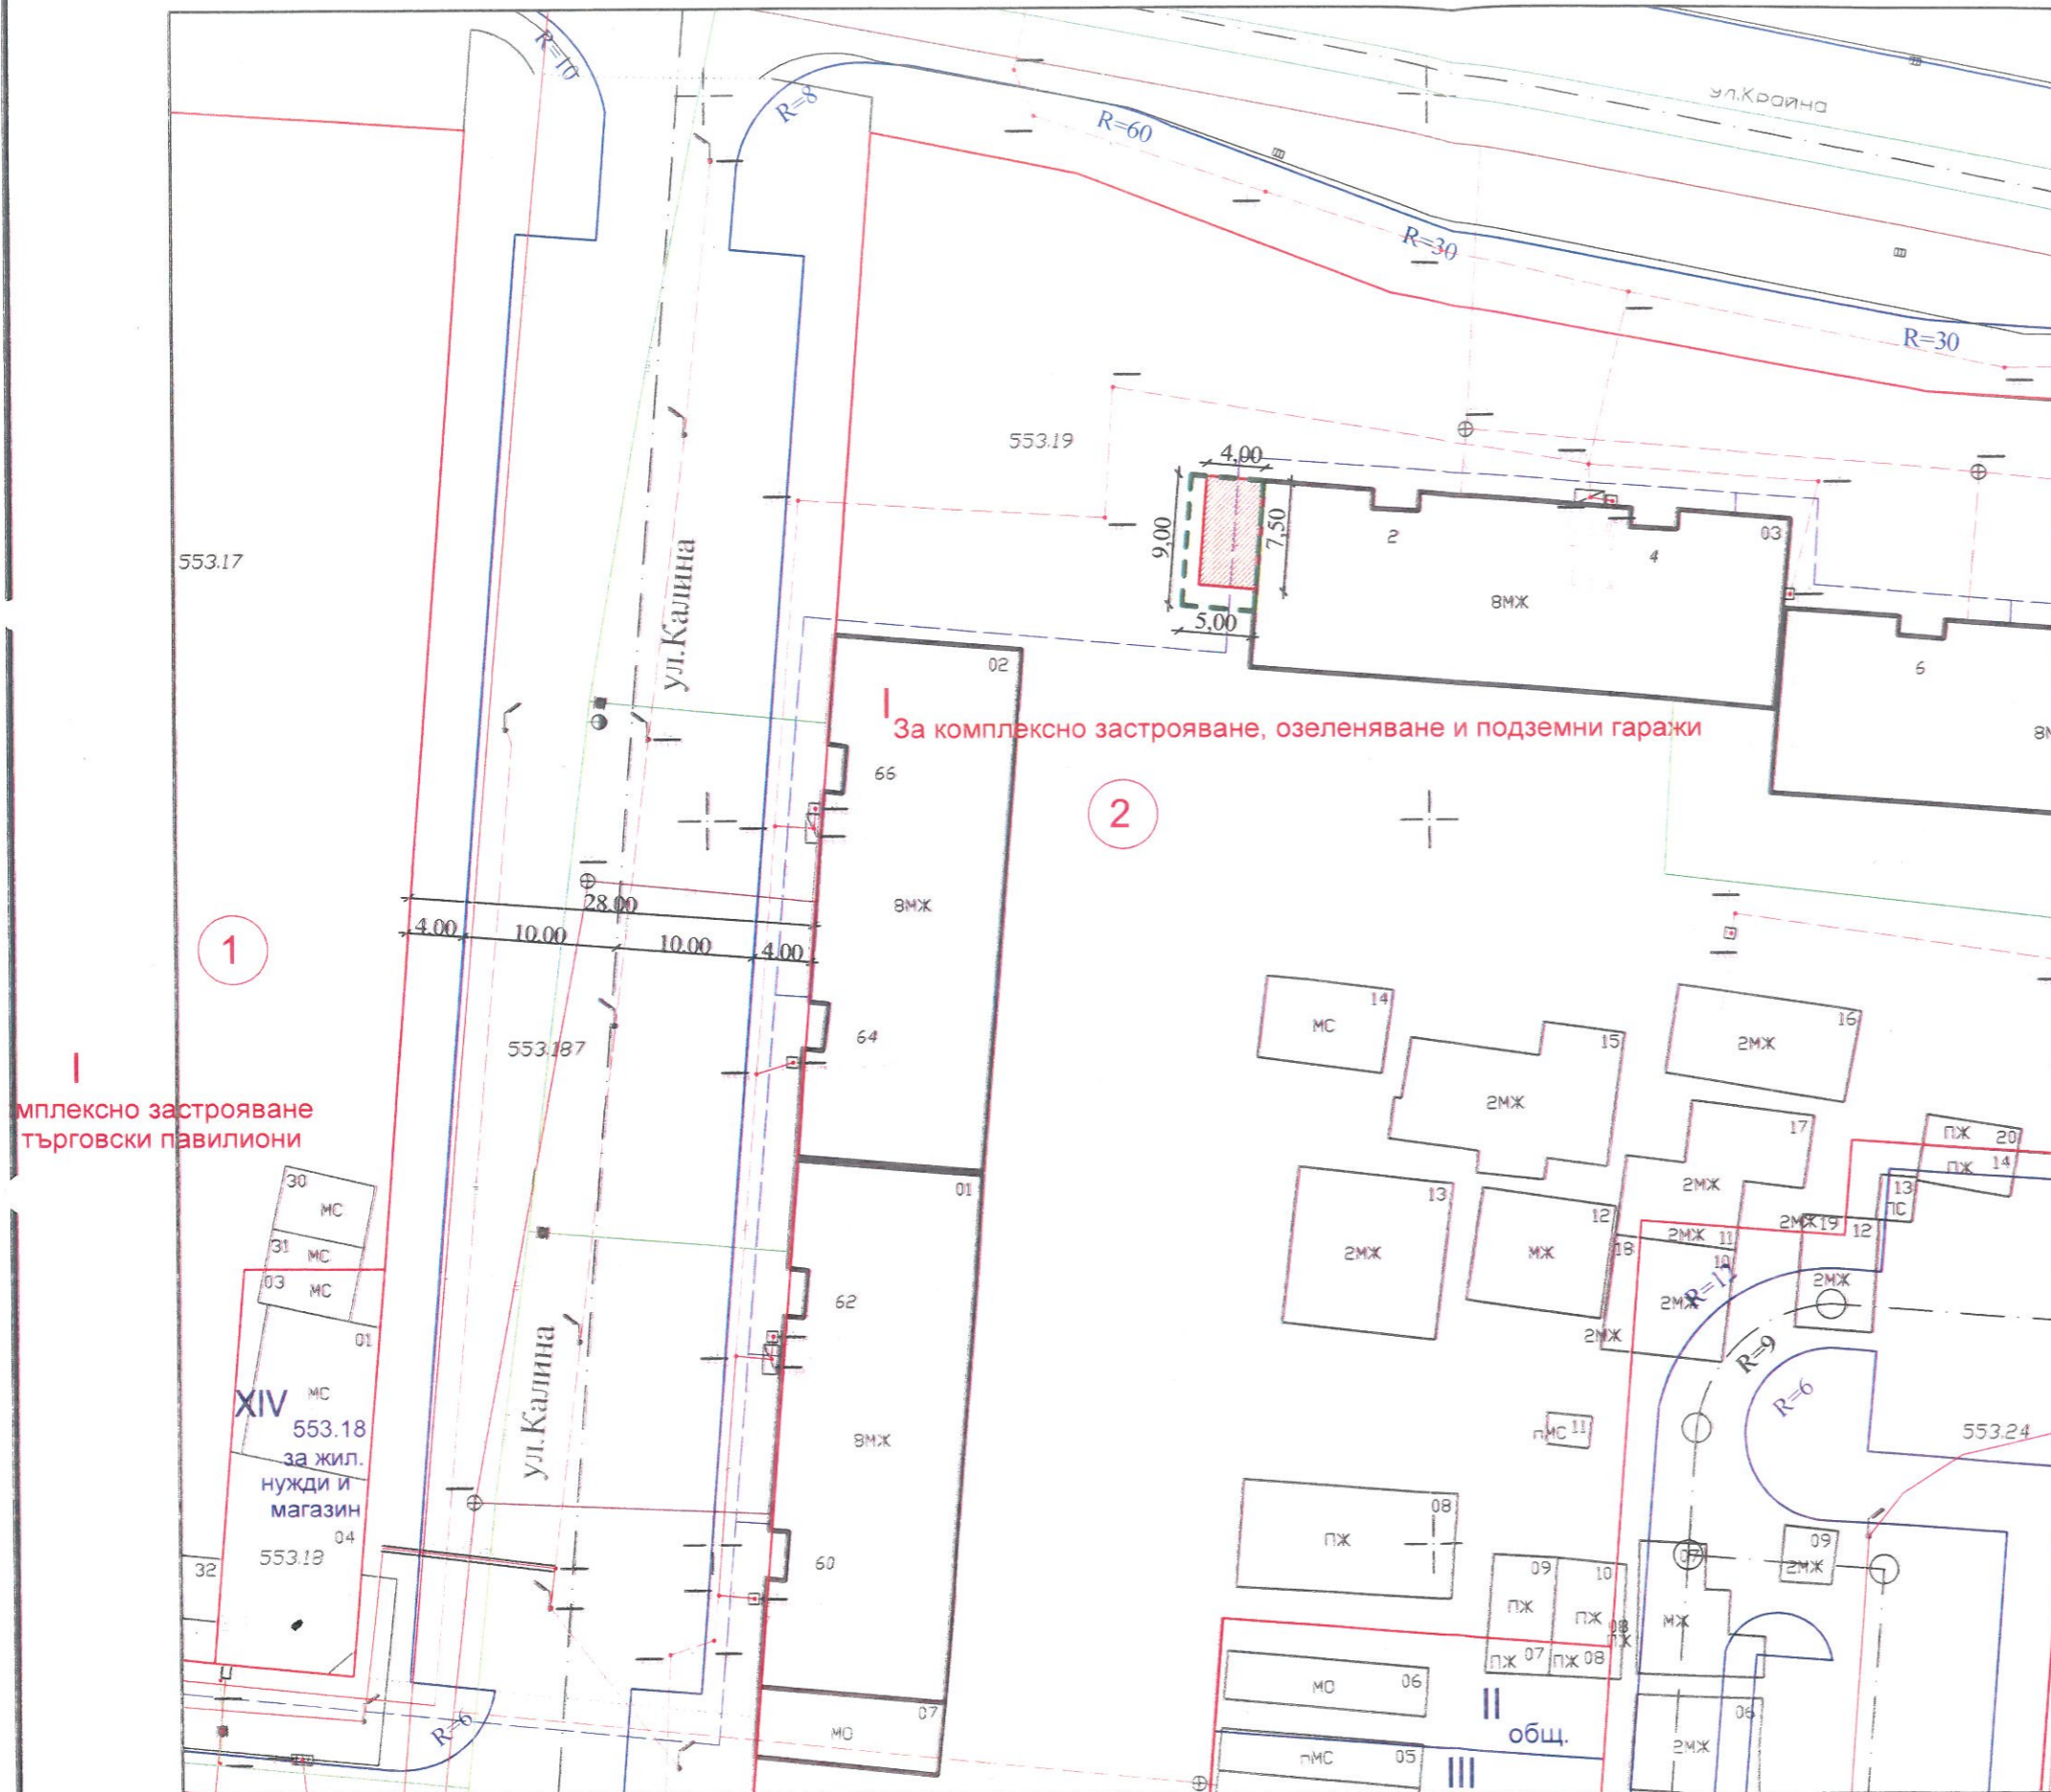 R=10
R=8
R=60
ул.Крайна
R=30
R=30
553.19
4,00
9,00
7,50
5,00
2
4
03
8МЖ
6
8М
553.17
ул.Калина
02
I
За комплексно застрояване, озеленяване и подземни гаражи
66
2
8МЖ
28.00
4.00
10.00
10.00
4.00
1
64
553.187
I
мплексно застрояване
търговски павилиони
14
МС
15
2МЖ
16
2МЖ
17
2МЖ
ПЖ 20
ПЖ 14
13
ПС
30
МС
31
МС
03
МС
01
МС
01
13
2МЖ
12
МЖ
18
2МЖ 11
10
2МЖ
2МЖ
2МЖ19
12
2МЖ
R=12
R=9
R=6
62
ул.Калина
8МЖ
XIV
553.18
за жил.
нужди и
магазин
04
553.18
32
60
пМС 11
553.24
08
ПЖ
09
ПЖ
10
ПЖ
07
МЖ
09
2МЖ
08
ПЖ
ПЖ 07
ПЖ 08
МО
06
II
общ.
06
2МЖ
R=6
07
МО
пМС
05
III